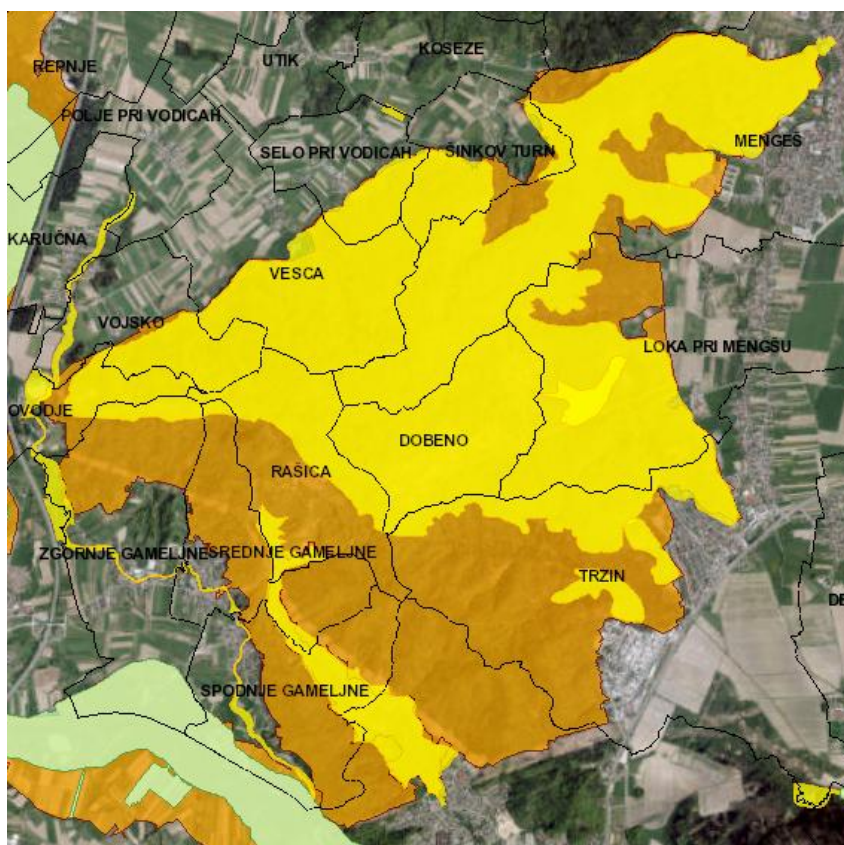 KOSEZE
UTIK
REPNJE
POLJE PRI VODICAH
MENGEŠ
ŠINKOV TURN
SELO PRI VODICAH
KARUČNA
VESCA
VOJSKO
LOKA PRI MENGŠU
OVODJE
DOBENO
RAŠICA
ZGORNJE GAMELJNE
SREDNJE GAMELJNE
TRZIN
DE
SPODNJE GAMELJNE